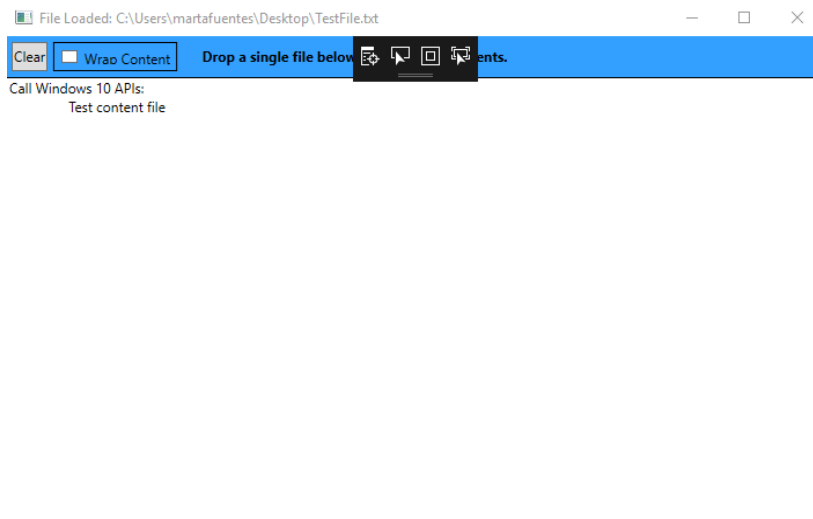 File Loaded: C:\Users\martafuentes\Desktop\TestFile.txt
Clear Wrap Content Drop a single file below ents.
Call Windows 10 APIs:
Test content file